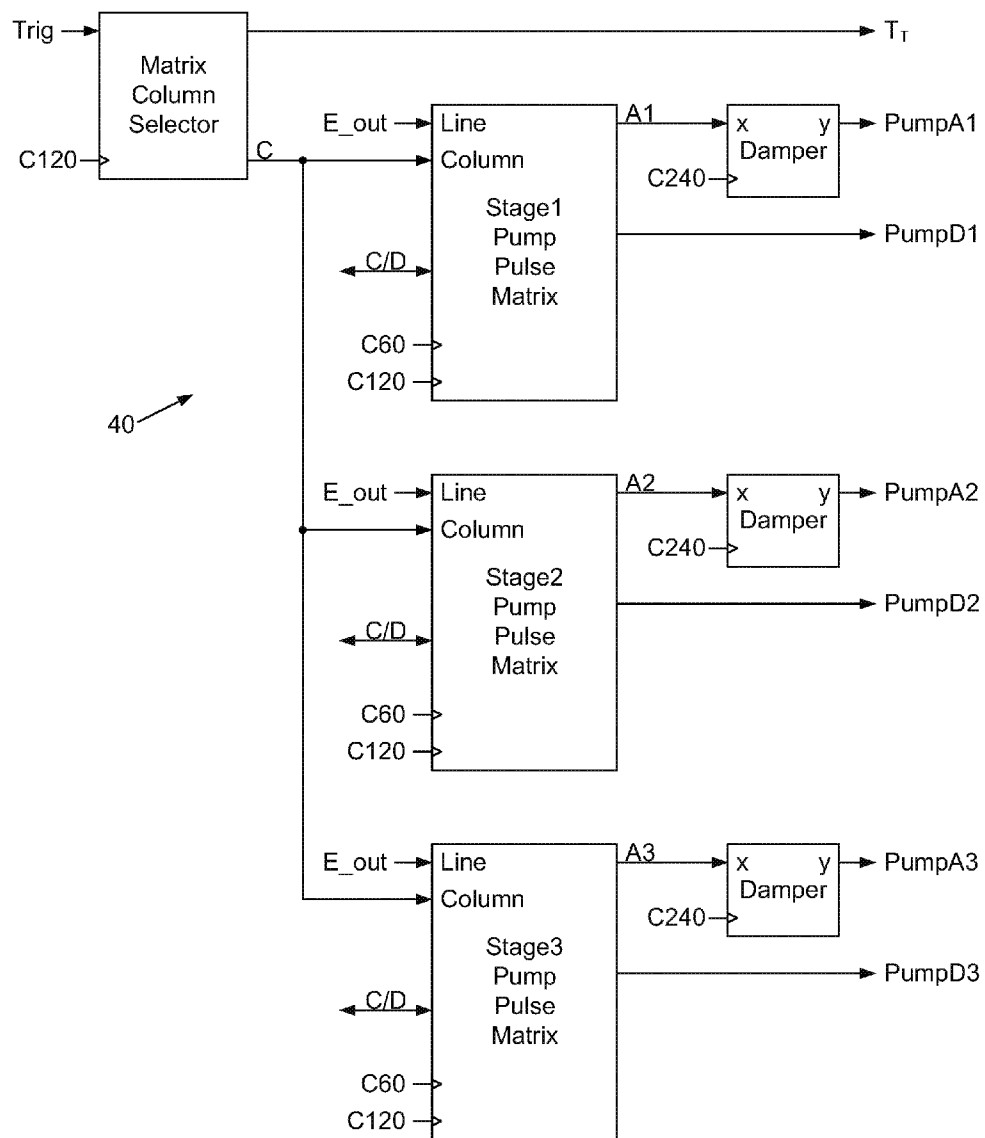 Trig
Matrix
Column
Selector
C120
C
T_T
E_out
Line
Column
Stage1
Pump
Pulse
Matrix
C/D
C60
C120
A1
x y
Damper
C240
PumpA1
PumpD1
40
E_out
Line
Column
Stage2
Pump
Pulse
Matrix
C/D
C60
C120
A2
x y
Damper
C240
PumpA2
PumpD2
E_out
Line
Column
Stage3
Pump
Pulse
Matrix
C/D
C60
C120
A3
x y
Damper
C240
PumpA3
PumpD3